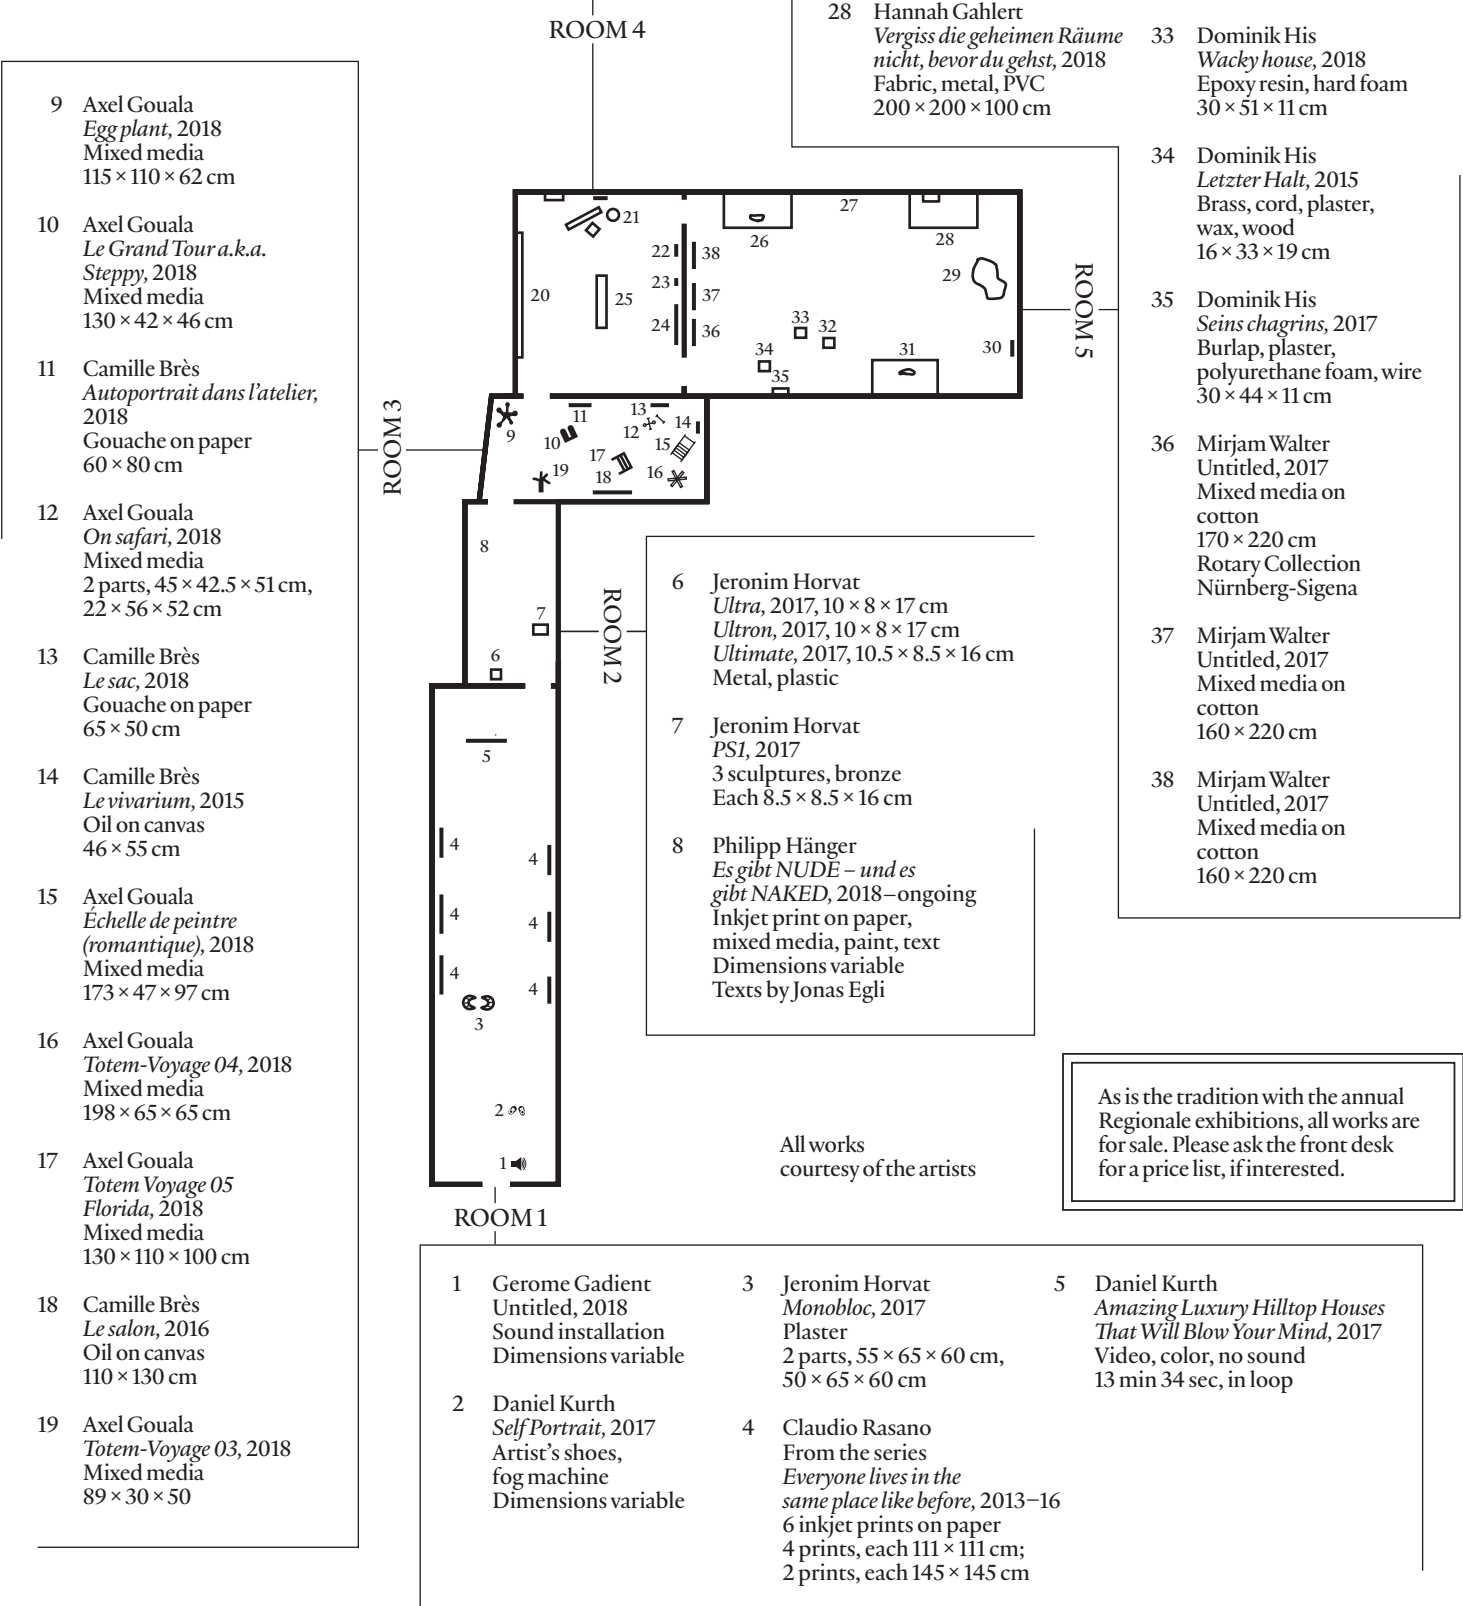 ROOM 4
28 Hannah Gahlert
Vergiss die geheimen Räume
nicht, bevor du gehst, 2018
Fabric, metal, PVC
200 × 200 × 100 cm
33 Dominik His
Wacky house, 2018
Epoxy resin, hard foam
30 × 51 × 11 cm
34 Dominik His
Letzter Halt, 2015
Brass, cord, plaster,
wax, wood
16 × 33 × 19 cm
35 Dominik His
Seins chagrins, 2017
Burlap, plaster,
polyurethane foam, wire
30 × 44 × 11 cm
36 Mirjam Walter
Untitled, 2017
Mixed media on
cotton
170 × 220 cm
Rotary Collection
Nürnberg-Sigena
37 Mirjam Walter
Untitled, 2017
Mixed media on
cotton
160 × 220 cm
38 Mirjam Walter
Untitled, 2017
Mixed media on
cotton
160 × 220 cm
9 Axel Gouala
Egg plant, 2018
Mixed media
115 × 110 × 62 cm
10 Axel Gouala
Le Grand Tour a.k.a.
Steppy, 2018
Mixed media
130 × 42 × 46 cm
11 Camille Brès
Autoportrait dans l'atelier,
2018
Gouache on paper
60 × 80 cm
12 Axel Gouala
On safari, 2018
Mixed media
2 parts, 45 × 42.5 × 51 cm,
22 × 56 × 52 cm
13 Camille Brès
Le sac, 2018
Gouache on paper
65 × 50 cm
14 Camille Brès
Le vivarium, 2015
Oil on canvas
46 × 55 cm
15 Axel Gouala
Échelle de peintre
(romantique), 2018
Mixed media
173 × 47 × 97 cm
16 Axel Gouala
Totem-Voyage 04, 2018
Mixed media
198 × 65 × 65 cm
17 Axel Gouala
Totem Voyage 05
Florida, 2018
Mixed media
130 × 110 × 100 cm
18 Camille Brès
Le salon, 2016
Oil on canvas
110 × 130 cm
19 Axel Gouala
Totem-Voyage 03, 2018
Mixed media
89 × 30 × 50
21
27
26
28
22
38
29
23
20
25
37
24
36
33
32
30
34
31
35
ROOM 5
ROOM 3
9
11
13
12
14
10
15
17
19
18
16
8
7
6
ROOM 2
5
4
4
4
4
4
4
3
2
1
ROOM 1
6 Jeronim Horvat
Ultra, 2017, 10 × 8 × 17 cm
Ultron, 2017, 10 × 8 × 17 cm
Ultimate, 2017, 10.5 × 8.5 × 16 cm
Metal, plastic
7 Jeronim Horvat
PS1, 2017
3 sculptures, bronze
Each 8.5 × 8.5 × 16 cm
8 Philipp Hänger
Es gibt NUDE – und es
gibt NAKED, 2018–ongoing
Inkjet print on paper,
mixed media, paint, text
Dimensions variable
Texts by Jonas Egli
All works
courtesy of the artists
As is the tradition with the annual
Regionale exhibitions, all works are
for sale. Please ask the front desk
for a price list, if interested.
1 Gerome Gadient
Untitled, 2018
Sound installation
Dimensions variable
2 Daniel Kurth
Self Portrait, 2017
Artist's shoes,
fog machine
Dimensions variable
3 Jeronim Horvat
Monobloc, 2017
Plaster
2 parts, 55 × 65 × 60 cm,
50 × 65 × 60 cm
4 Claudio Rasano
From the series
Everyone lives in the
same place like before, 2013–16
6 inkjet prints on paper
4 prints, each 111 × 111 cm;
2 prints, each 145 × 145 cm
5 Daniel Kurth
Amazing Luxury Hilltop Houses
That Will Blow Your Mind, 2017
Video, color, no sound
13 min 34 sec, in loop